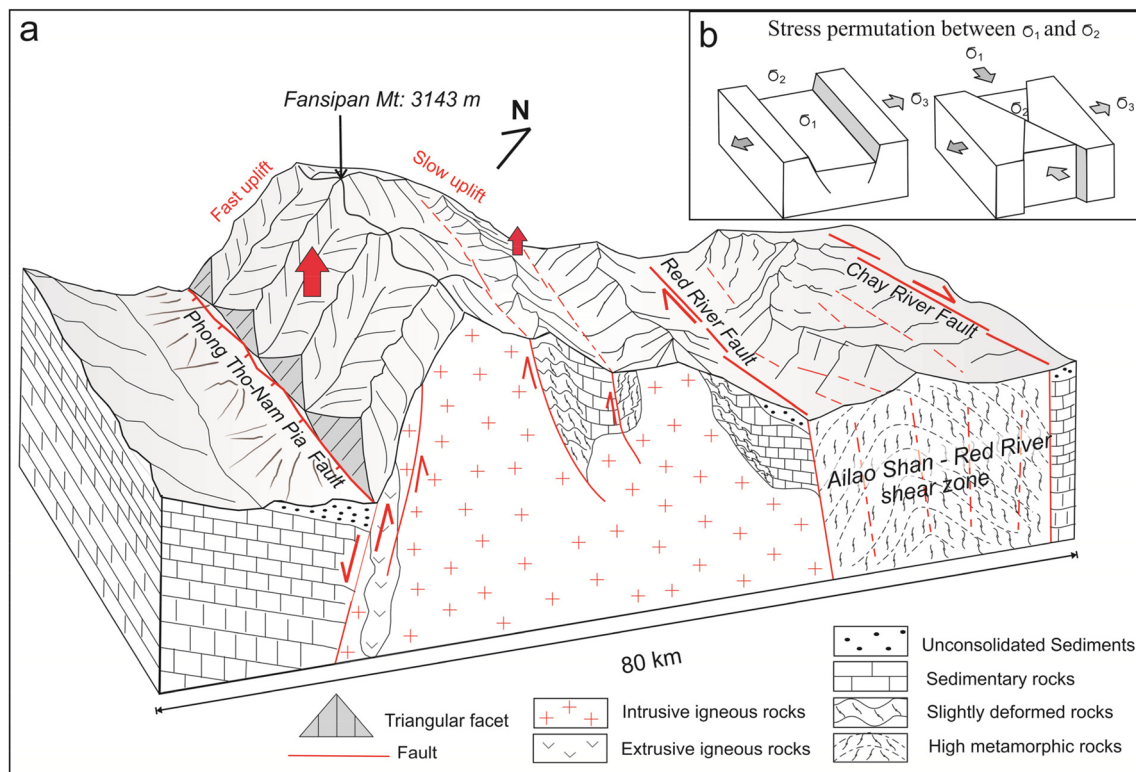 a
Fansipan Mt: 3143 m
N
Fast uplift
Slow uplift
Phong Tho-Nam Pia Fault
Red River Fault
Chay River Fault
Ailao Shan - Red River
shear zone
80 km
b
Stress permutation between σ1 and σ2
σ2
σ1
σ3
σ1
σ2
σ3
Triangular facet
Fault
Intrusive igneous rocks
Extrusive igneous rocks
Unconsolidated Sediments
Sedimentary rocks
Slightly deformed rocks
High metamorphic rocks